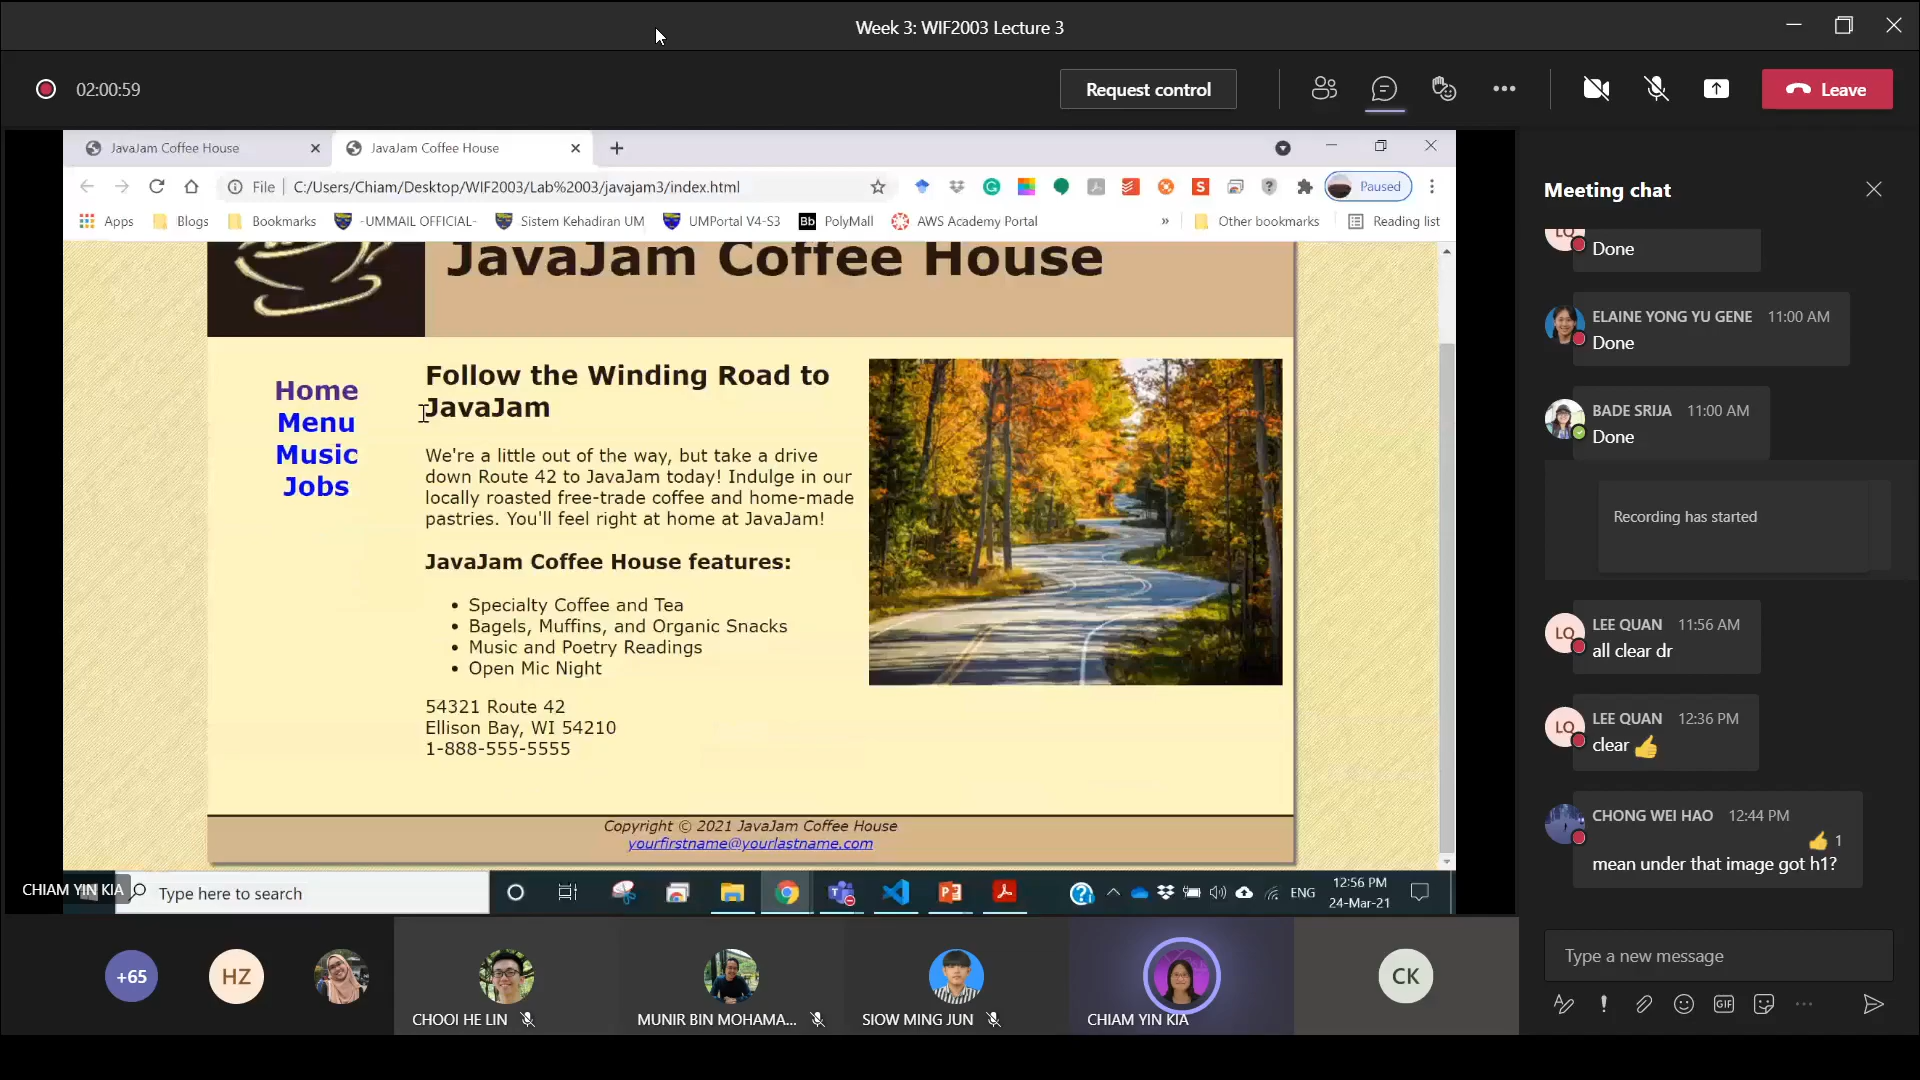 Week 3: WIF2003 Lecture 3
02:00:59
Request control
Leave
JavaJam Coffee House
JavaJam Coffee House
File
C:/Users/Chiam/Desktop/WIF2003/Lab%2003/javajam3/index.html
Paused
Apps
Blogs
Bookmarks
-UMMAIL OFFICIAL-
Sistem Kehadiran UM
UMPortal V4-S3
Bb PolyMall
AWS Academy Portal
»
Other bookmarks
Reading list
JavaJam Coffee House
Home
Menu
Music
Jobs
Follow the Winding Road to
JavaJam
We're a little out of the way, but take a drive
down Route 42 to JavaJam today! Indulge in our
locally roasted free-trade coffee and home-made
pastries. You'll feel right at home at JavaJam!
JavaJam Coffee House features:
• Specialty Coffee and Tea
• Bagels, Muffins, and Organic Snacks
• Music and Poetry Readings
• Open Mic Night
54321 Route 42
Ellison Bay, WI 54210
1-888-555-5555
Copyright © 2021 JavaJam Coffee House
yourfirstname@yourlastname.com
CHIAM YIN KIA
Type here to search
ENG
12:56 PM
24-Mar-21
+65
HZ
CHOOI HE LIN
MUNIR BIN MOHAMA...
SIOW MING JUN
CHIAM YIN KIA
CK
Meeting chat
LQ
Done
ELAINE YONG YU GENE 11:00 AM
Done
BADE SRIJA 11:00 AM
Done
Recording has started
LQ
LEE QUAN 11:56 AM
all clear dr
LQ
LEE QUAN 12:36 PM
clear 👍
CHONG WEI HAO 12:44 PM
👍 1
mean under that image got h1?
Type a new message
GIF